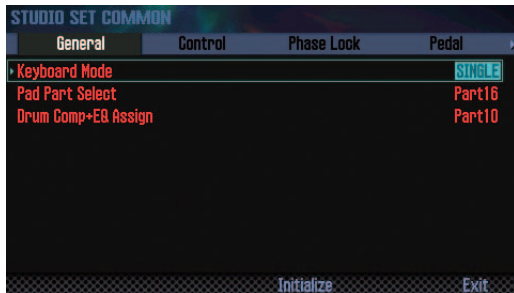 STUDIO SET COMMON
General Control Phase Lock Pedal
Keyboard Mode SINGLE
Pad Part Select Part16
Drum Comp+EQ Assign Part10
Initialize Exit